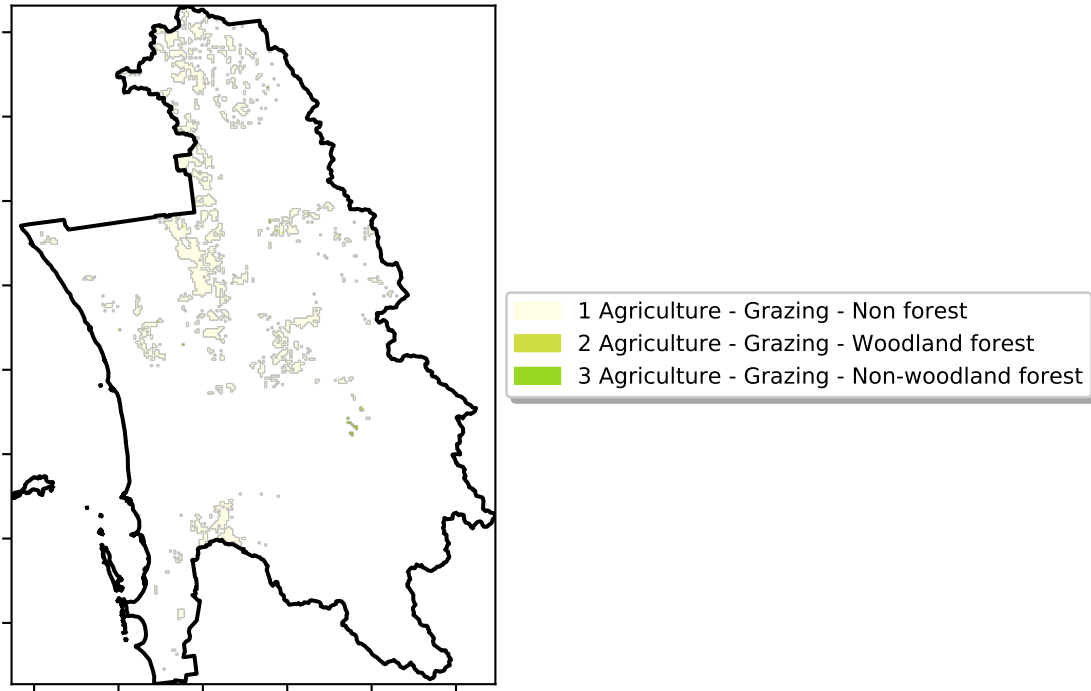 1 Agriculture - Grazing - Non forest
2 Agriculture - Grazing - Woodland forest
3 Agriculture - Grazing - Non-woodland forest